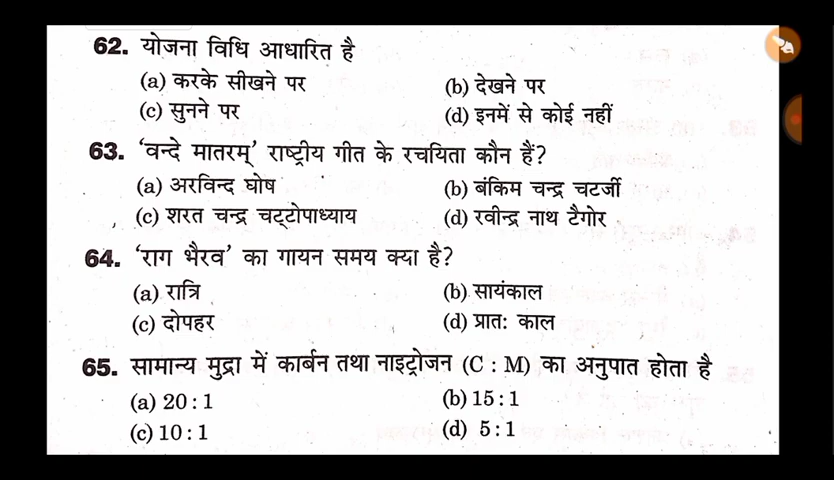 62. योजना विधि आधारित है
(a) करके सीखने पर (b) देखने पर
(c) सुनने पर (d) इनमें से कोई नहीं
63. ‘वन्दे मातरम्’ राष्ट्रीय गीत के रचयिता कौन हैं?
(a) अरविन्द घोष (b) बंकिम चन्द्र चटर्जी
(c) शरत चन्द्र चट्टोपाध्याय (d) रवीन्द्र नाथ टैगोर
64. ‘राग भैरव’ का गायन समय क्या है?
(a) रात्रि (b) सायंकाल
(c) दोपहर (d) प्रातः काल
65. सामान्य मुद्रा में कार्बन तथा नाइट्रोजन (C : M) का अनुपात होता है
(a) 20 : 1 (b) 15 : 1
(c) 10 : 1 (d) 5 : 1